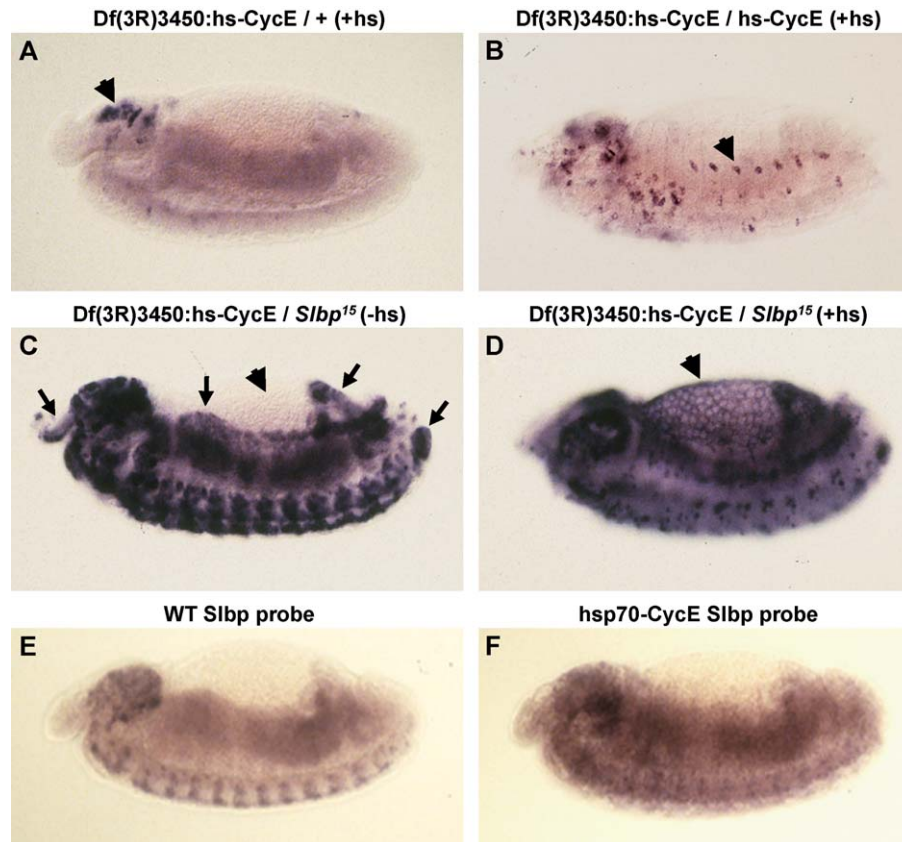 Df(3R)3450:hs-CycE / + (+hs)
A
Df(3R)3450:hs-CycE / hs-CycE (+hs)
B
Df(3R)3450:hs-CycE / Slbp¹⁵ (-hs)
C
Df(3R)3450:hs-CycE / Slbp¹⁵ (+hs)
D
WT Slbp probe
E
hsp70-CycE Slbp probe
F